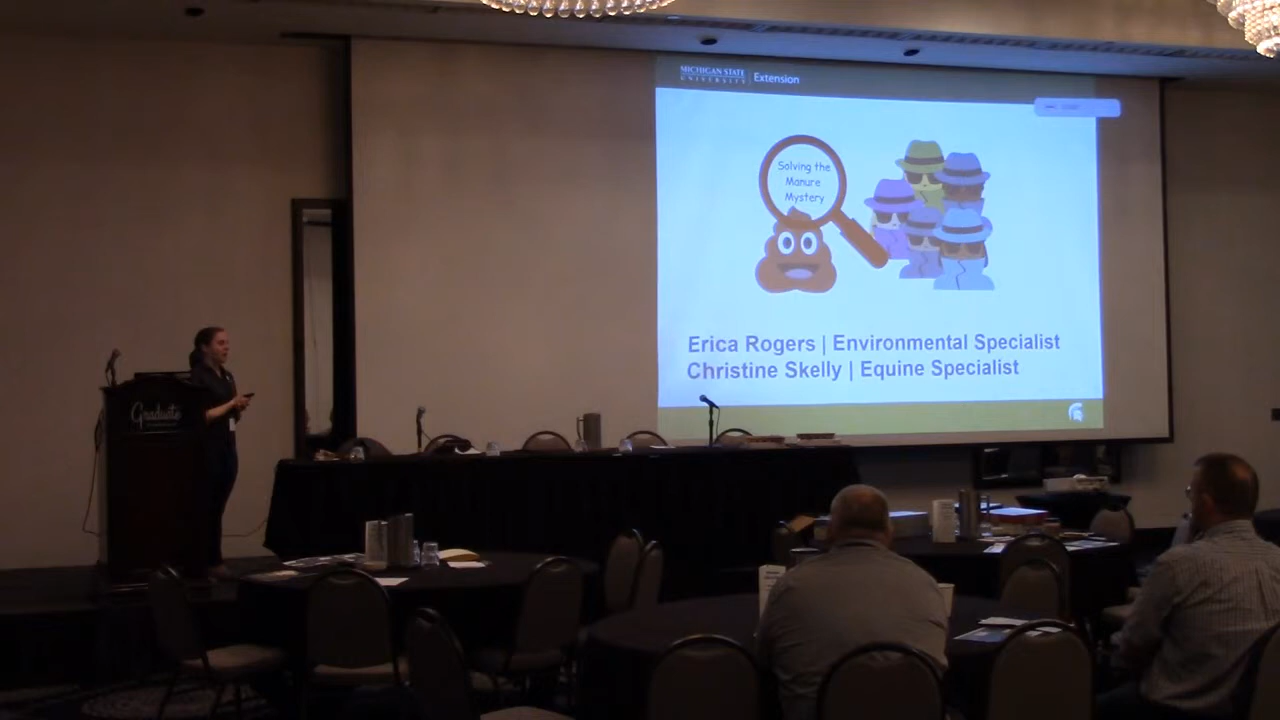 MICHIGAN STATE
UNIVERSITY
Extension
Solving the
Manure
Mystery
Erica Rogers | Environmental Specialist
Christine Skelly | Equine Specialist
Graduate